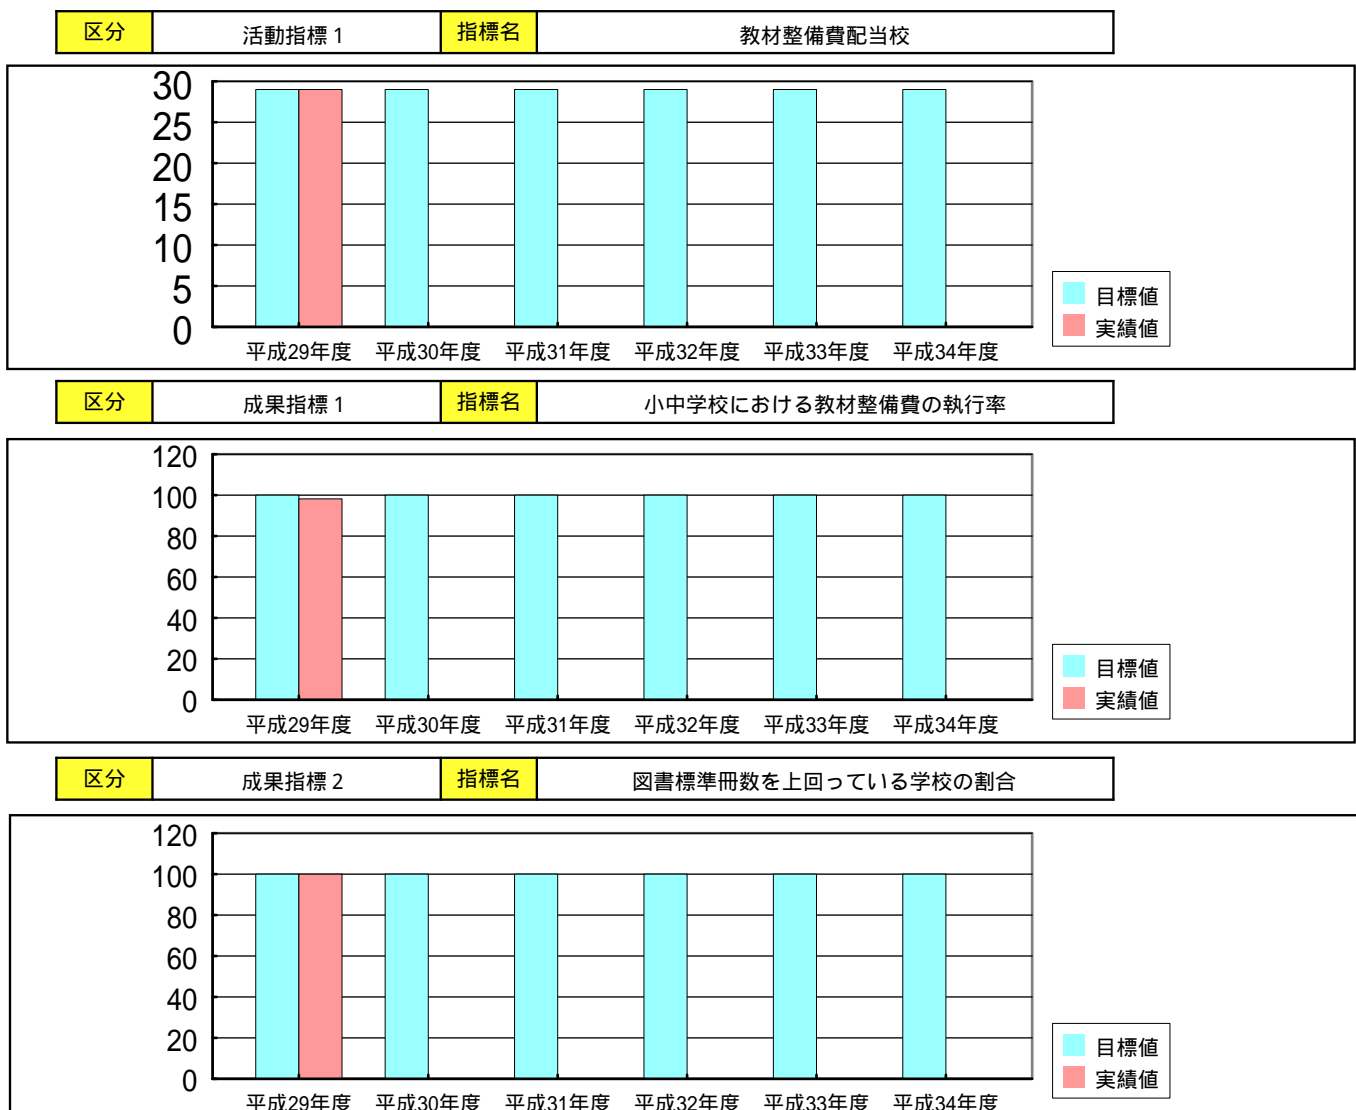 区分 活動指標1 指標名 教材整備費配当校
30
25
20
15
10
5
0
平成29年度 平成30年度 平成31年度 平成32年度 平成33年度 平成34年度
目標値
実績値
区分 成果指標1 指標名 小中学校における教材整備費の執行率
120
100
80
60
40
20
0
平成29年度 平成30年度 平成31年度 平成32年度 平成33年度 平成34年度
目標値
実績値
区分 成果指標2 指標名 図書標準冊数を上回っている学校の割合
120
100
80
60
40
20
0
平成29年度 平成30年度 平成31年度 平成32年度 平成33年度 平成34年度
目標値
実績値